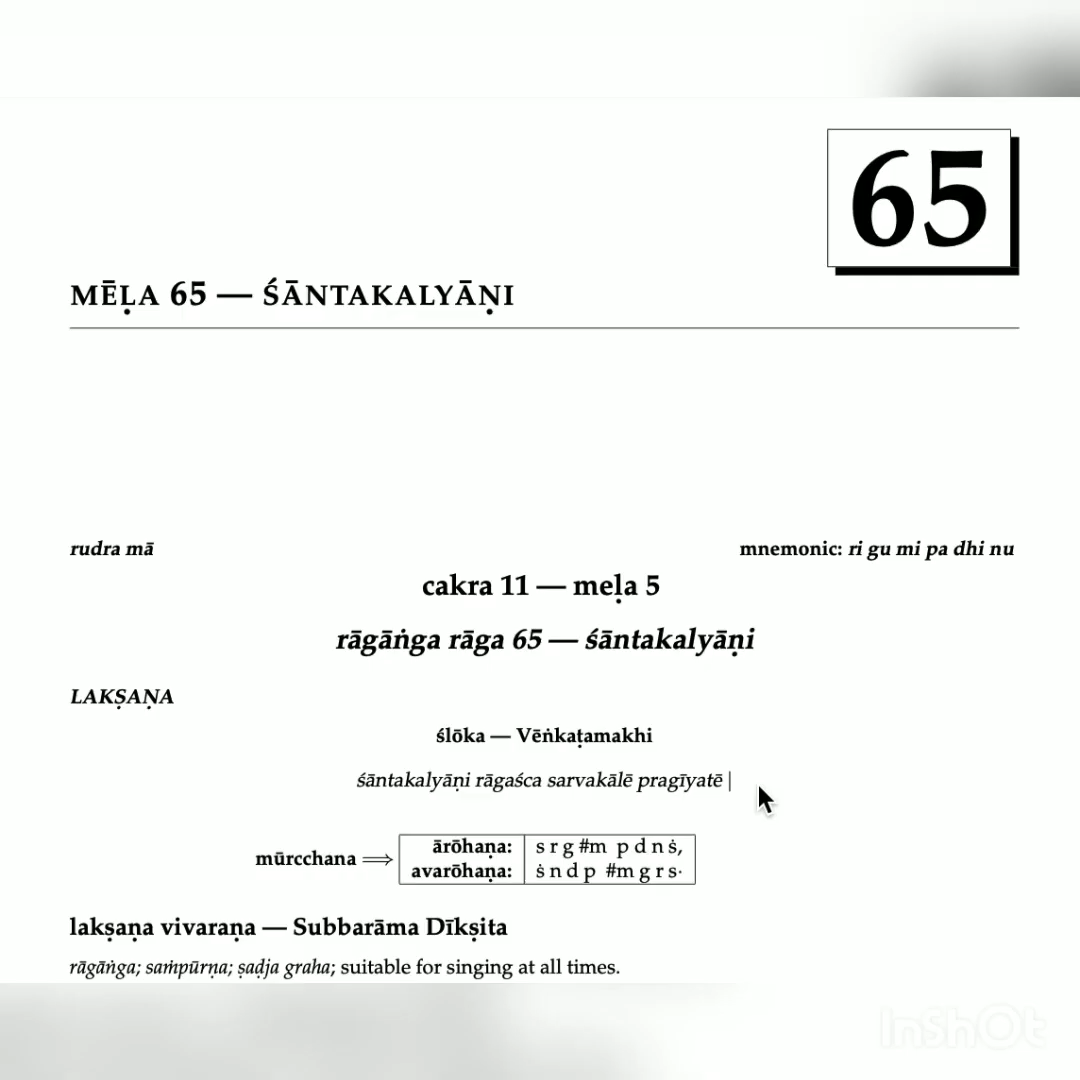 65
MĒḶA 65 — ŚĀNTAKALYĀṆI
rudra mā
mnemonic: ri gu mi pa dhi nu
cakra 11 — meḷa 5
rāgāṅga rāga 65 — śāntakalyāṇi
LAKṢAṆA
ślōka — Vēṅkaṭamakhi
śāntakalyāṇi rāgaśca sarvakālē pragīyatē |
mūrcchana ⟹
ārōhaṇa: s r g #m p d n ṡ,
avarōhaṇa: ṡ n d p #m g r s·
lakṣaṇa vivaraṇa — Subbarāma Dīkṣita
rāgāṅga; saṁpūrṇa; ṣaḍja graha; suitable for singing at all times.
InShOt